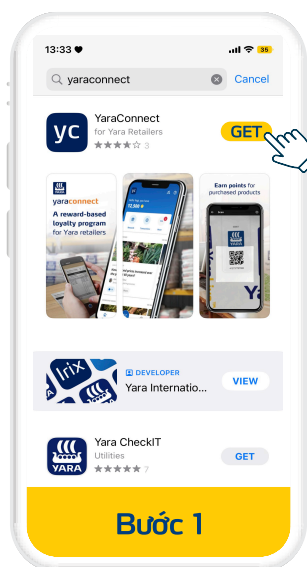 13:33
35
yaraconnect
Cancel
yc
YaraConnect
for Yara Retailers
GET
3
yaraconnect
A reward-based
loyalty program
for Yara retailers
Earn points for
purchased products
YARA
Irix
DEVELOPER
Yara Internatio...
VIEW
YARA
Yara CheckIT
Utilities
7
GET
Bước 1